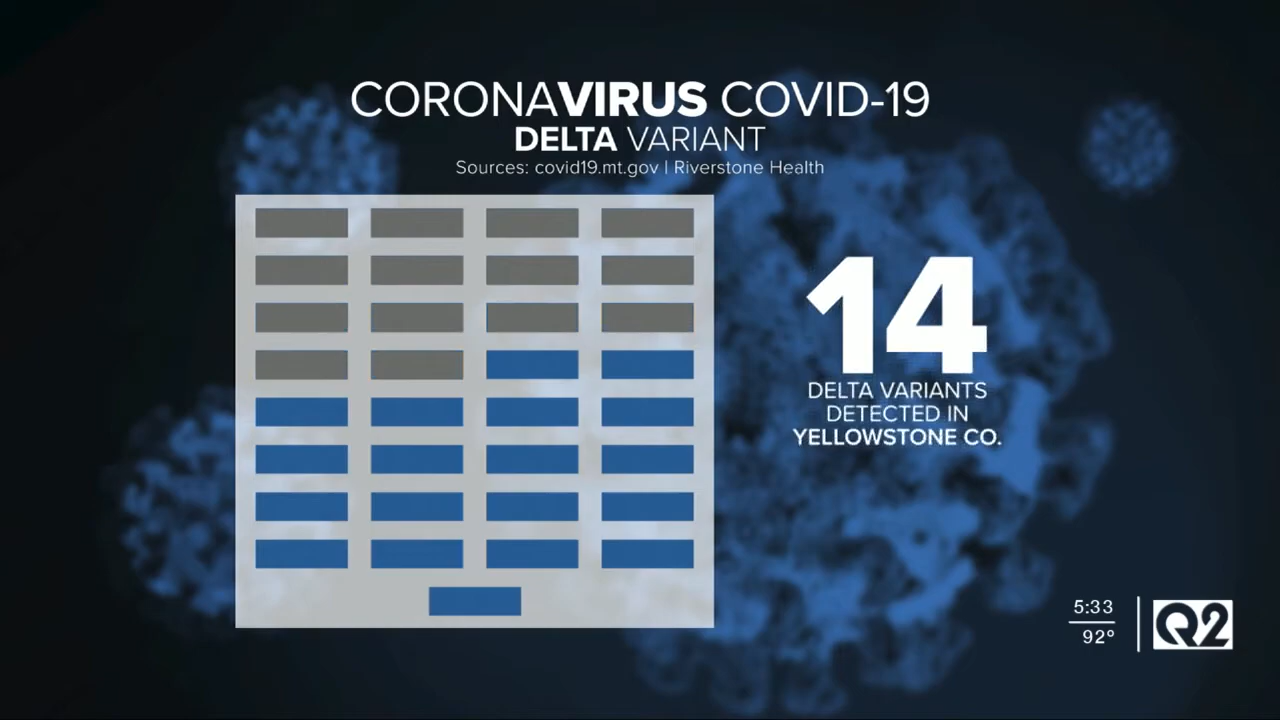 CORONAVIRUS COVID-19
DELTA VARIANT
Sources: covid19.mt.gov | Riverstone Health
14
DELTA VARIANTS
DETECTED IN
YELLOWSTONE CO.
5:33
92°
Q2